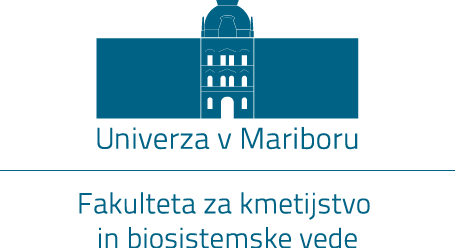 Univerza v Mariboru
Fakulteta za kmetijstvo
in biosistemske vede